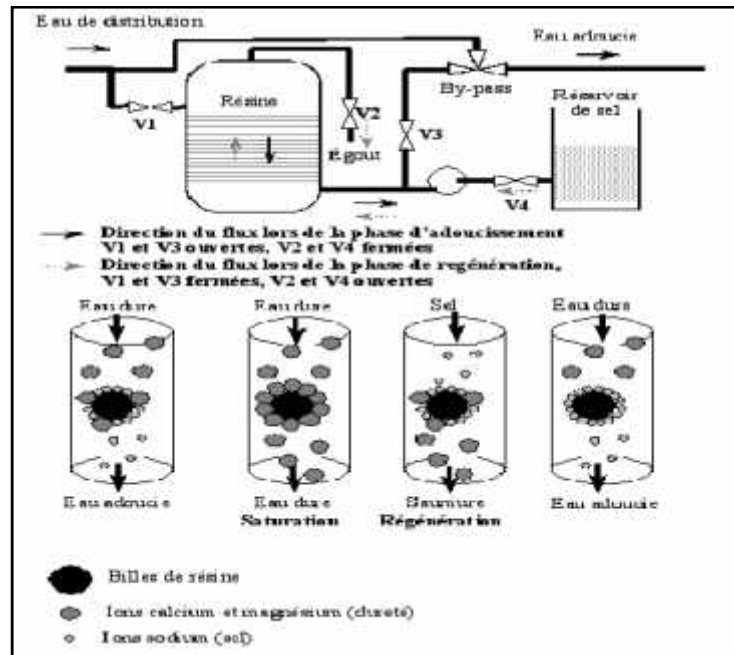 Eau de distribution
Eau adoucie
By-pass
Résine
V1
V2
Égout
V3
Réservoir
de sel
V4
Direction du flux lors de la phase d'adoucissement
V1 et V3 ouvertes, V2 et V4 fermées
Direction du flux lors de la phase de regénération,
V1 et V3 fermées, V2 et V4 ouvertes
Eau dure
Eau dure
Sel
Eau dure
Eau adoucie
Eau dure
Saumure
Eau adoucie
Saturation
Régénération
Billes de résine
Ions calcium et magnésium (dureté)
Ions sodium (sel)